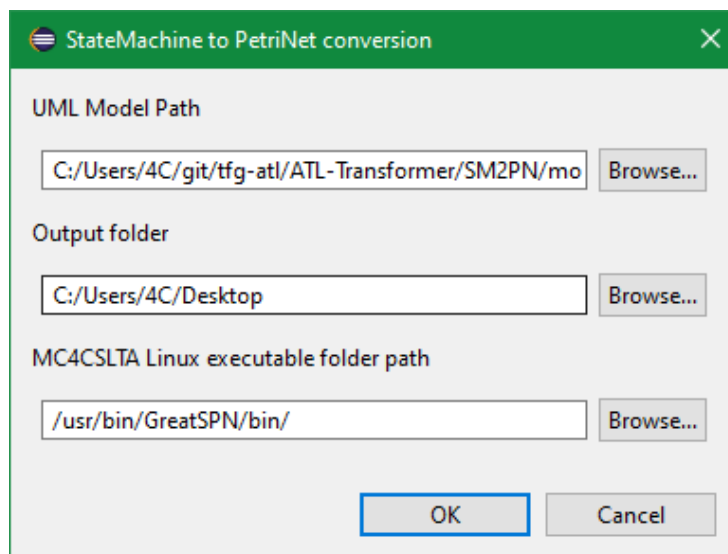 StateMachine to PetriNet conversion
UML Model Path
C:/Users/4C/git/tfg-atl/ATL-Transformer/SM2PN/mo
Browse...
Output folder
C:/Users/4C/Desktop
Browse...
MC4CSLTA Linux executable folder path
/usr/bin/GreatSPN/bin/
Browse...
OK
Cancel